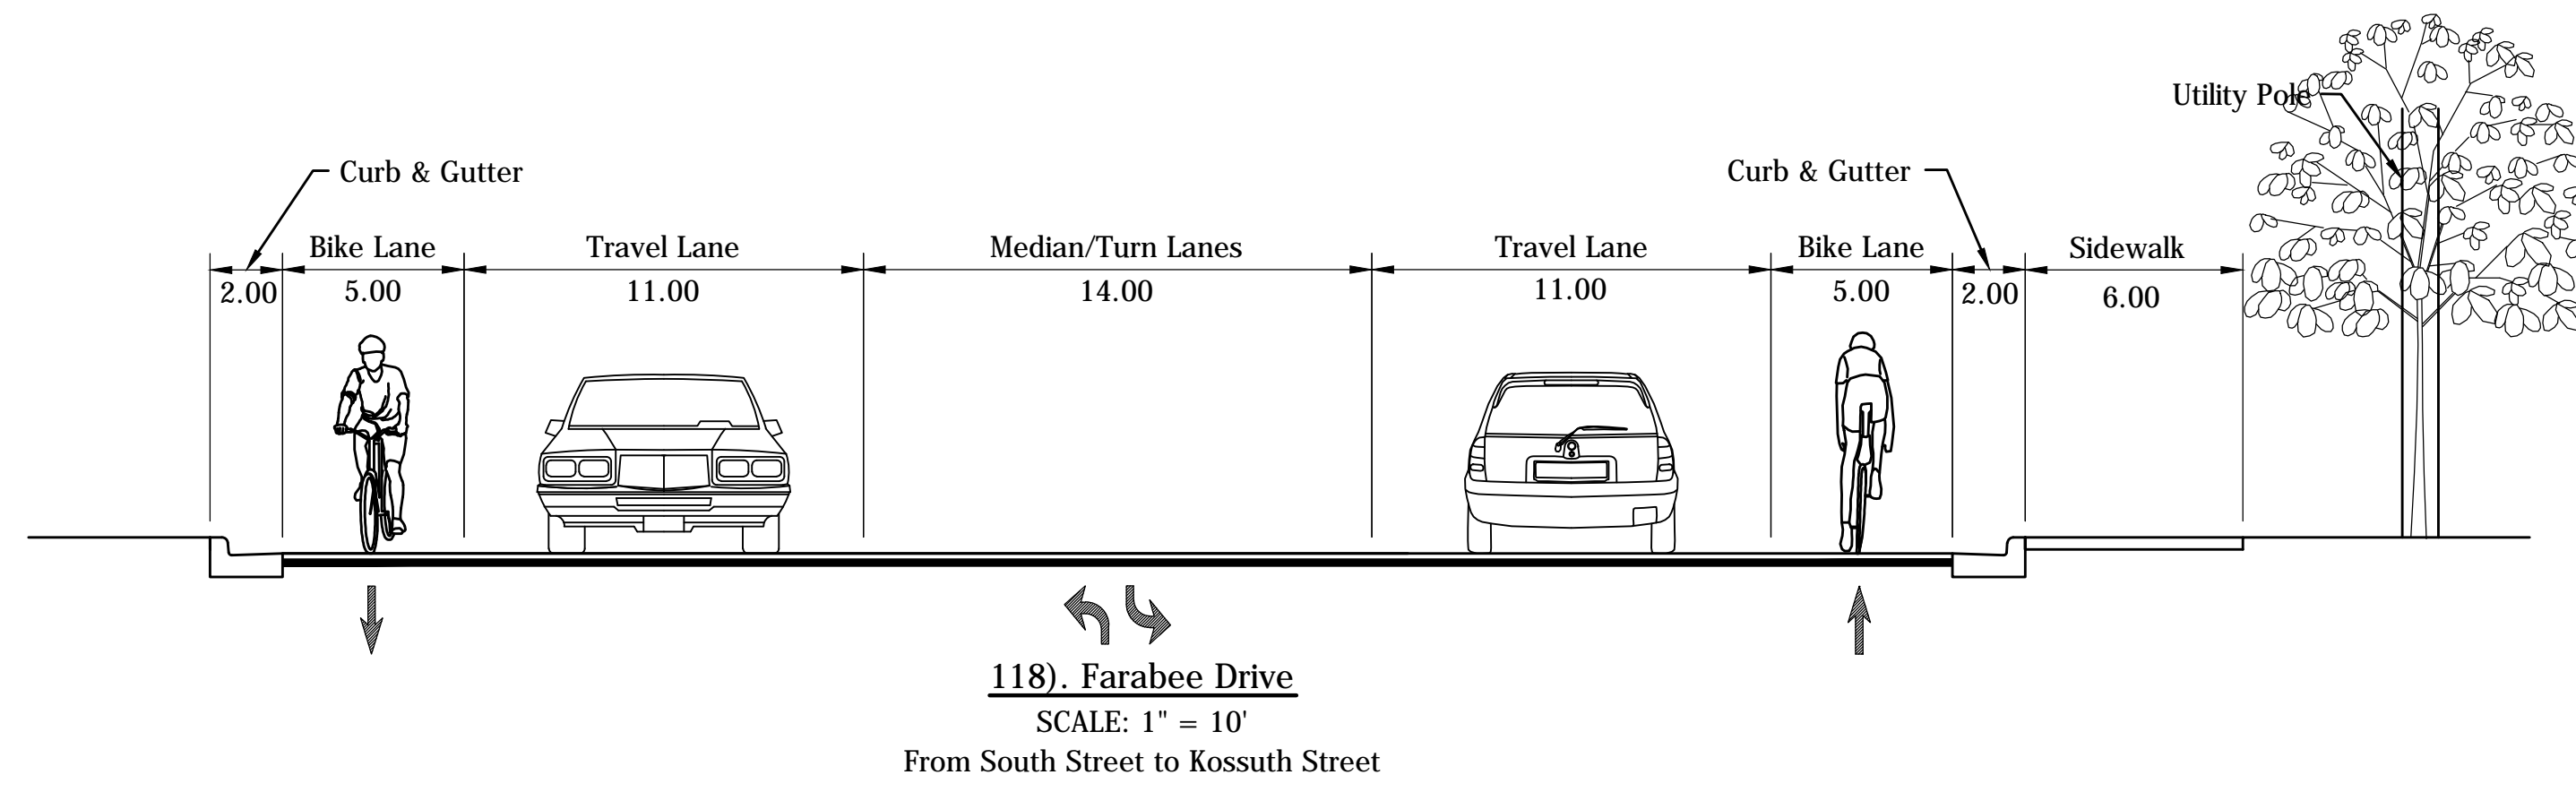 Utility Pole
Curb & Gutter
Curb & Gutter
Bike Lane
Travel Lane
Median/Turn Lanes
Travel Lane
Bike Lane
Sidewalk
2.00
5.00
11.00
14.00
11.00
5.00
2.00
6.00
118). Farabee Drive
SCALE: 1" = 10'
From South Street to Kossuth Street